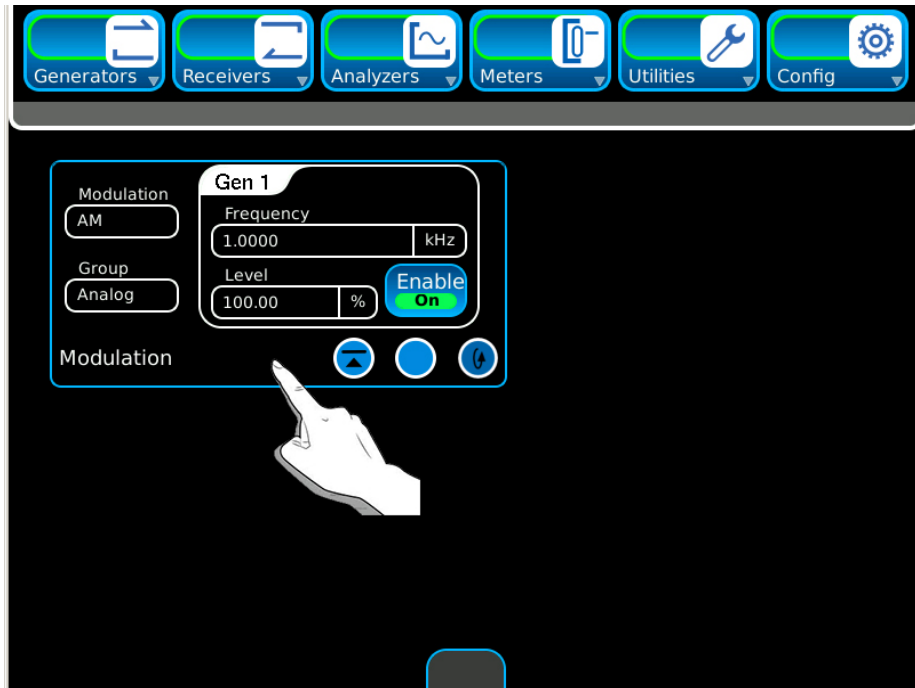 Generators Receivers Analyzers Meters Utilities Config
Gen 1
Modulation
AM
Frequency
1.0000 kHz
Group
Analog
Level
100.00 %
Enable
On
Modulation